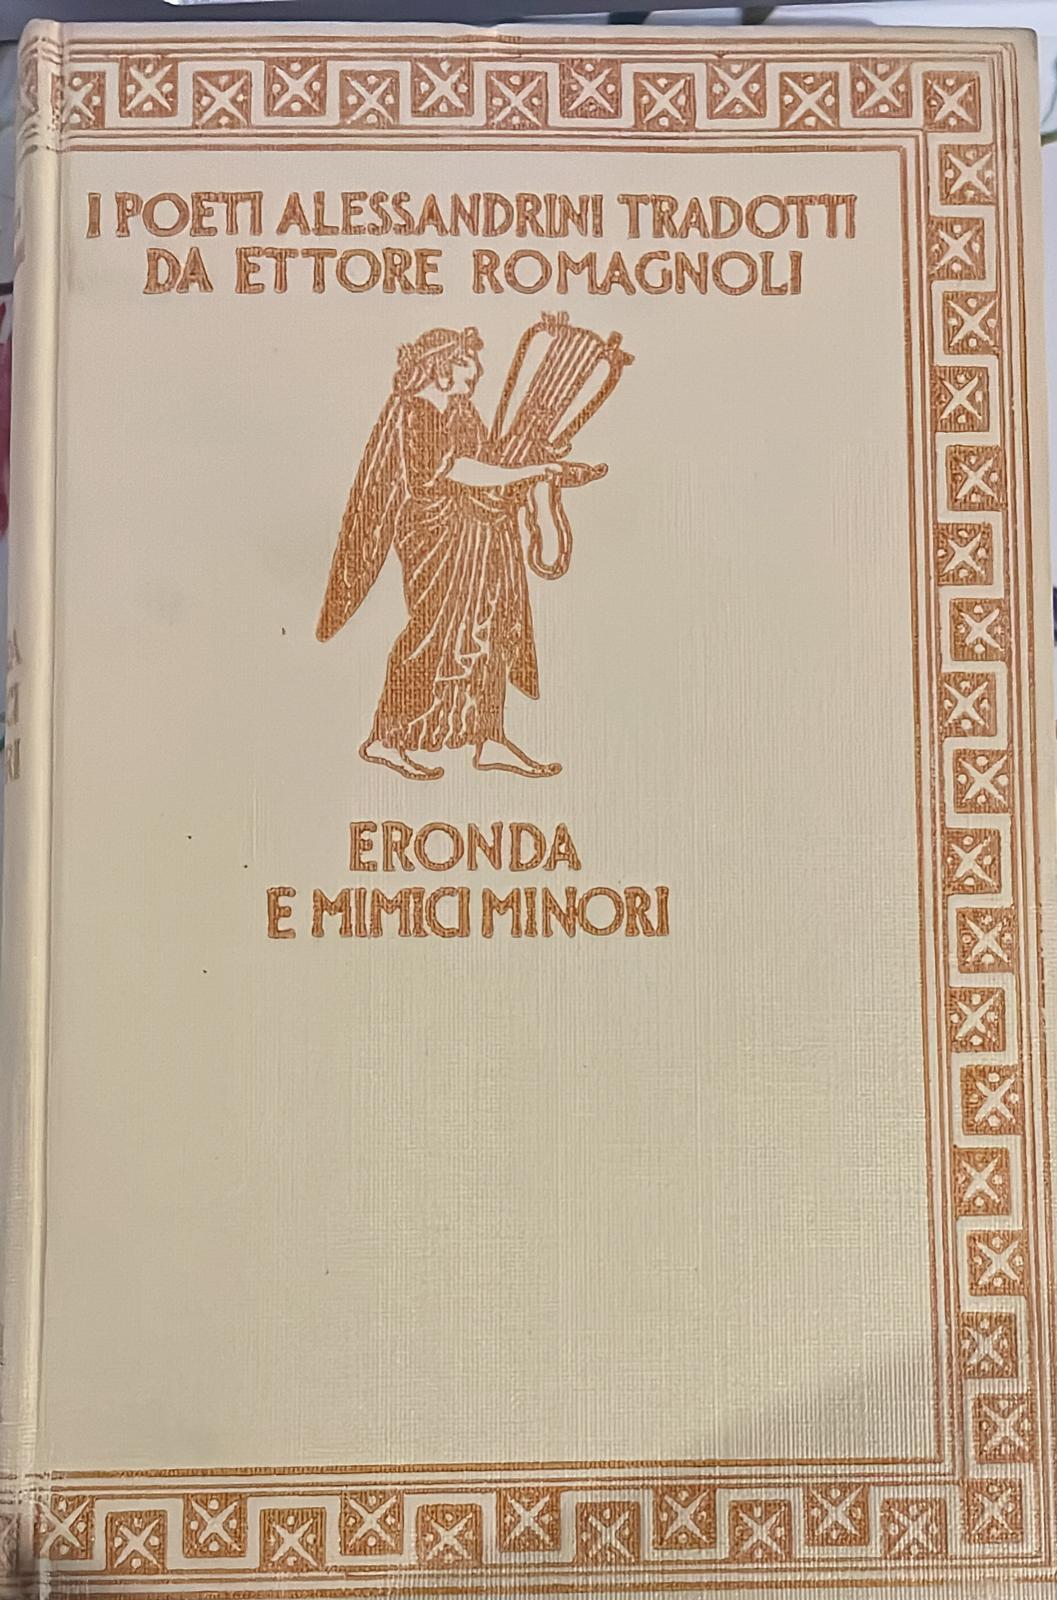 I POETI ALESSANDRINI TRADOTTI
DA ETTORE ROMAGNOLI
ERONDA
E MIMICI MINORI